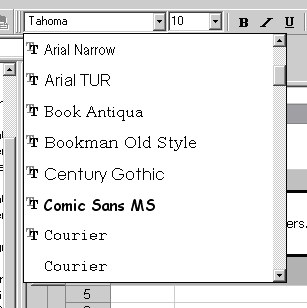 Tahoma 10 B I U
Arial Narrow
Arial TUR
Book Antiqua
Bookman Old Style
Century Gothic
Comic Sans MS
ers.
Courier
Courier
5